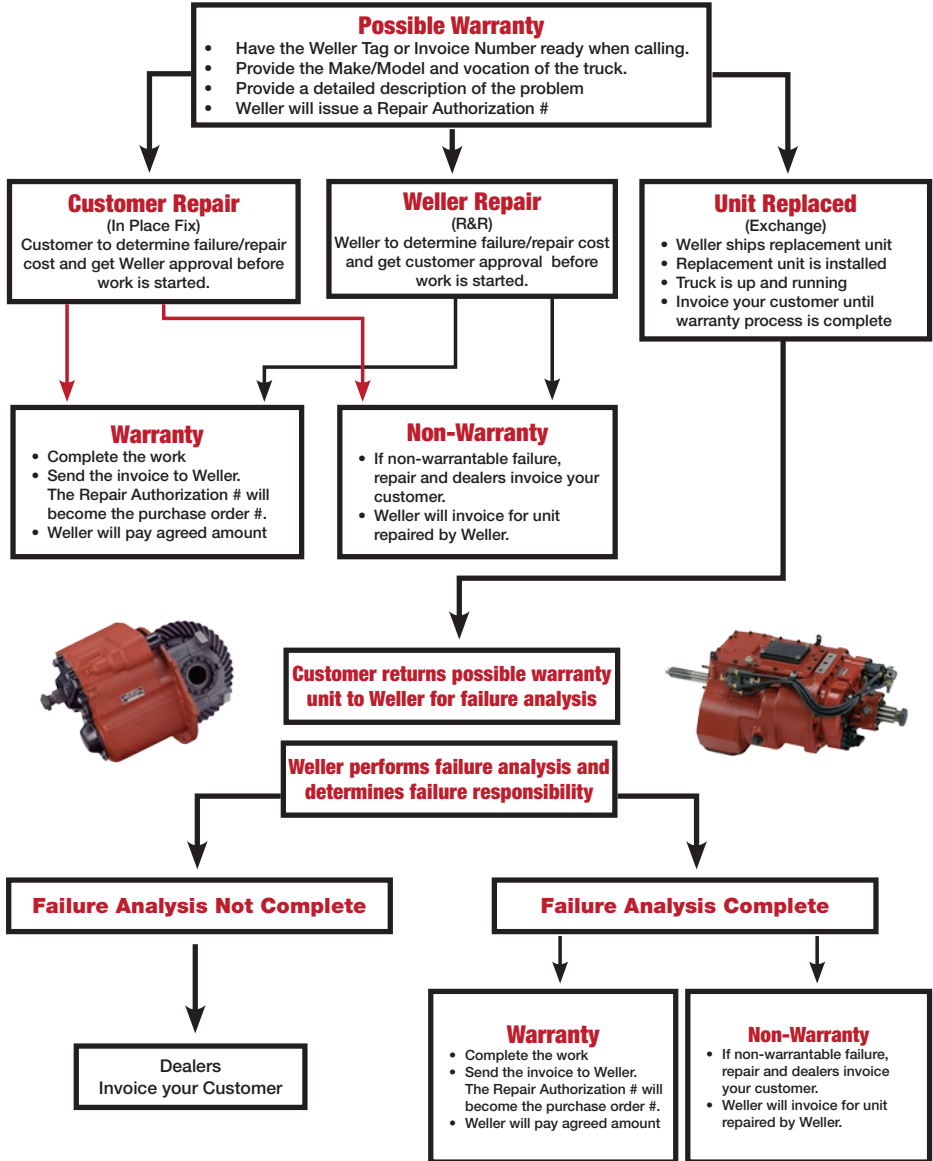 Possible Warranty
• Have the Weller Tag or Invoice Number ready when calling.
• Provide the Make/Model and vocation of the truck.
• Provide a detailed description of the problem
• Weller will issue a Repair Authorization #
Customer Repair
(In Place Fix)
Customer to determine failure/repair
cost and get Weller approval before
work is started.
Weller Repair
(R&R)
Weller to determine failure/repair cost
and get customer approval before
work is started.
Unit Replaced
(Exchange)
• Weller ships replacement unit
• Replacement unit is installed
• Truck is up and running
• Invoice your customer until
warranty process is complete
Warranty
• Complete the work
• Send the invoice to Weller.
The Repair Authorization # will
become the purchase order #.
• Weller will pay agreed amount
Non-Warranty
• If non-warrantable failure,
repair and dealers invoice your
customer.
• Weller will invoice for unit
repaired by Weller.
Customer returns possible warranty
unit to Weller for failure analysis
Weller performs failure analysis and
determines failure responsibility
Failure Analysis Not Complete
Failure Analysis Complete
Dealers
Invoice your Customer
Warranty
• Complete the work
• Send the invoice to Weller.
The Repair Authorization # will
become the purchase order #.
• Weller will pay agreed amount
Non-Warranty
• If non-warrantable failure,
repair and dealers invoice
your customer.
• Weller will invoice for unit
repaired by Weller.